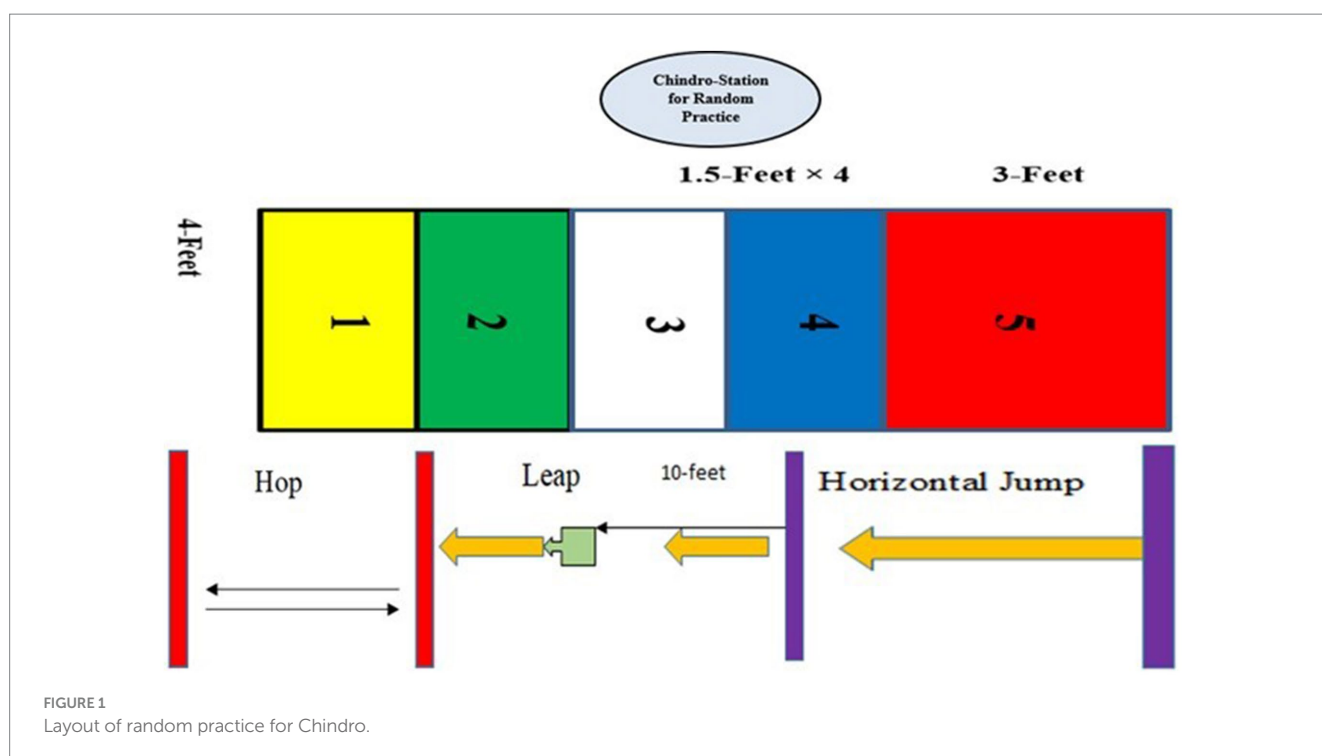 Chindro-Station
for Random
Practice
1.5-Feet × 4
3-Feet
4-Feet
1
2
3
4
5
Hop
Leap
10-feet
Horizontal Jump
FIGURE 1
Layout of random practice for Chindro.